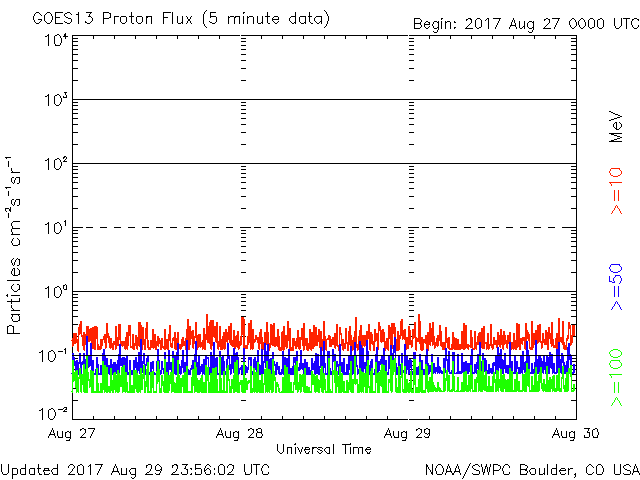 GOES13 Proton Flux (5 minute data)
Begin: 2017 Aug 27 0000 UTC
10⁴
10³
10²
10¹
10⁰
10⁻¹
10⁻²
Particles cm⁻²s⁻¹sr⁻¹
MeV
>=10
>=50
>=100
Aug 27 Aug 28 Aug 29 Aug 30
Universal Time
Updated 2017 Aug 29 23:56:02 UTC
NOAA/SWPC Boulder, CO USA